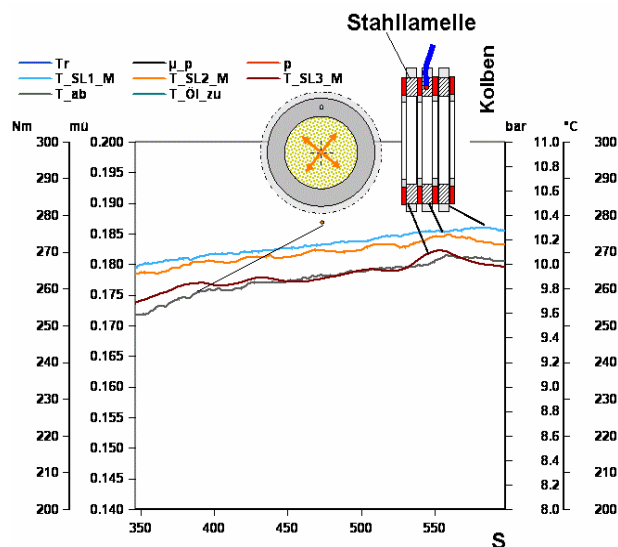 Stahllamelle
Kolben
Tr µ_p p
T_SL1_M T_SL2_M T_SL3_M
T_ab T_Öl_zu
Nm mü bar °C
300 0.200 11.0 300
0.195 10.8
290 0.190 10.6 290
280 0.185 10.4 280
10.2
270 0.180 270
10.0
0.175 9.8
260 260
0.170 9.6
250 0.165 9.4 250
0.160 9.2
240 240
9.0
0.155
230 8.8 230
0.150 8.6
220 220
0.145 8.4
210 8.2 210
200 0.140 8.0 200
350 400 450 500 550
S